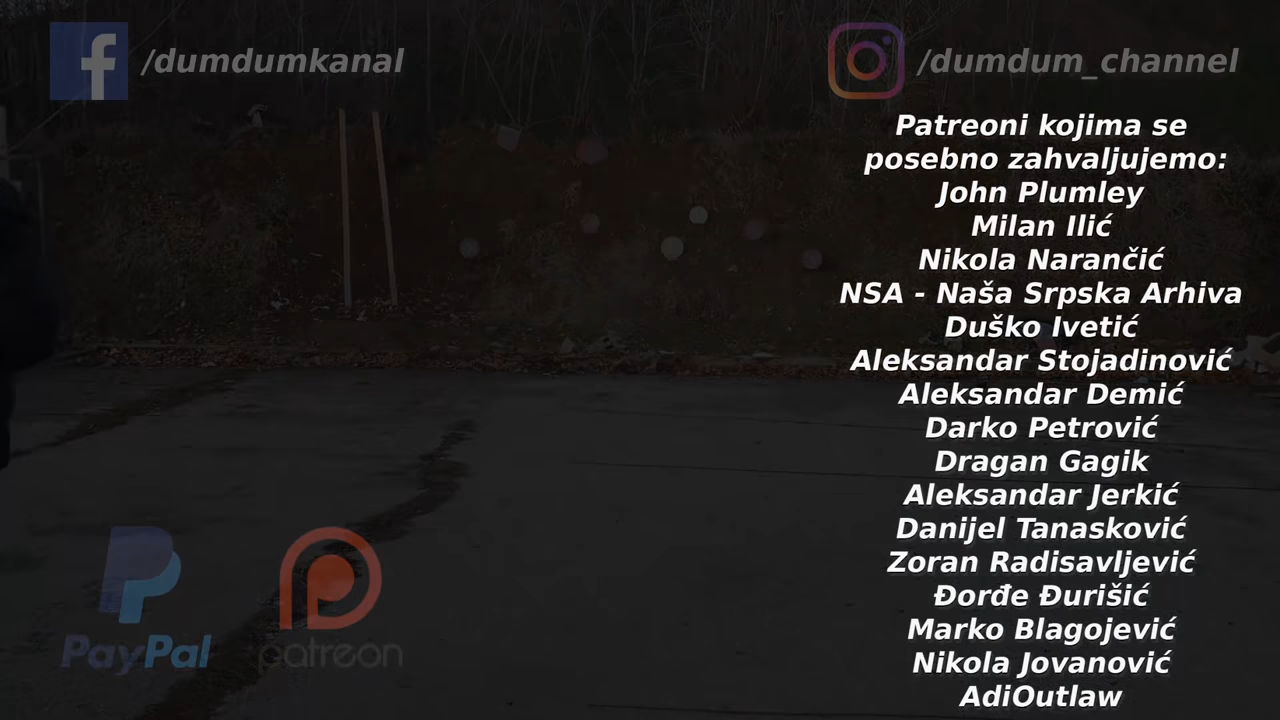 /dumdumkanal
/dumdum_channel
Patreoni kojima se
posebno zahvaljujemo:
John Plumley
Milan Ilić
Nikola Narančić
NSA - Naša Srpska Arhiva
Duško Ivetić
Aleksandar Stojadinović
Aleksandar Demić
Darko Petrović
Dragan Gagik
Aleksandar Jerkić
Danijel Tanasković
Zoran Radisavljević
Đorđe Đurišić
Marko Blagojević
Nikola Jovanović
AdiOutlaw
PayPal
patreon